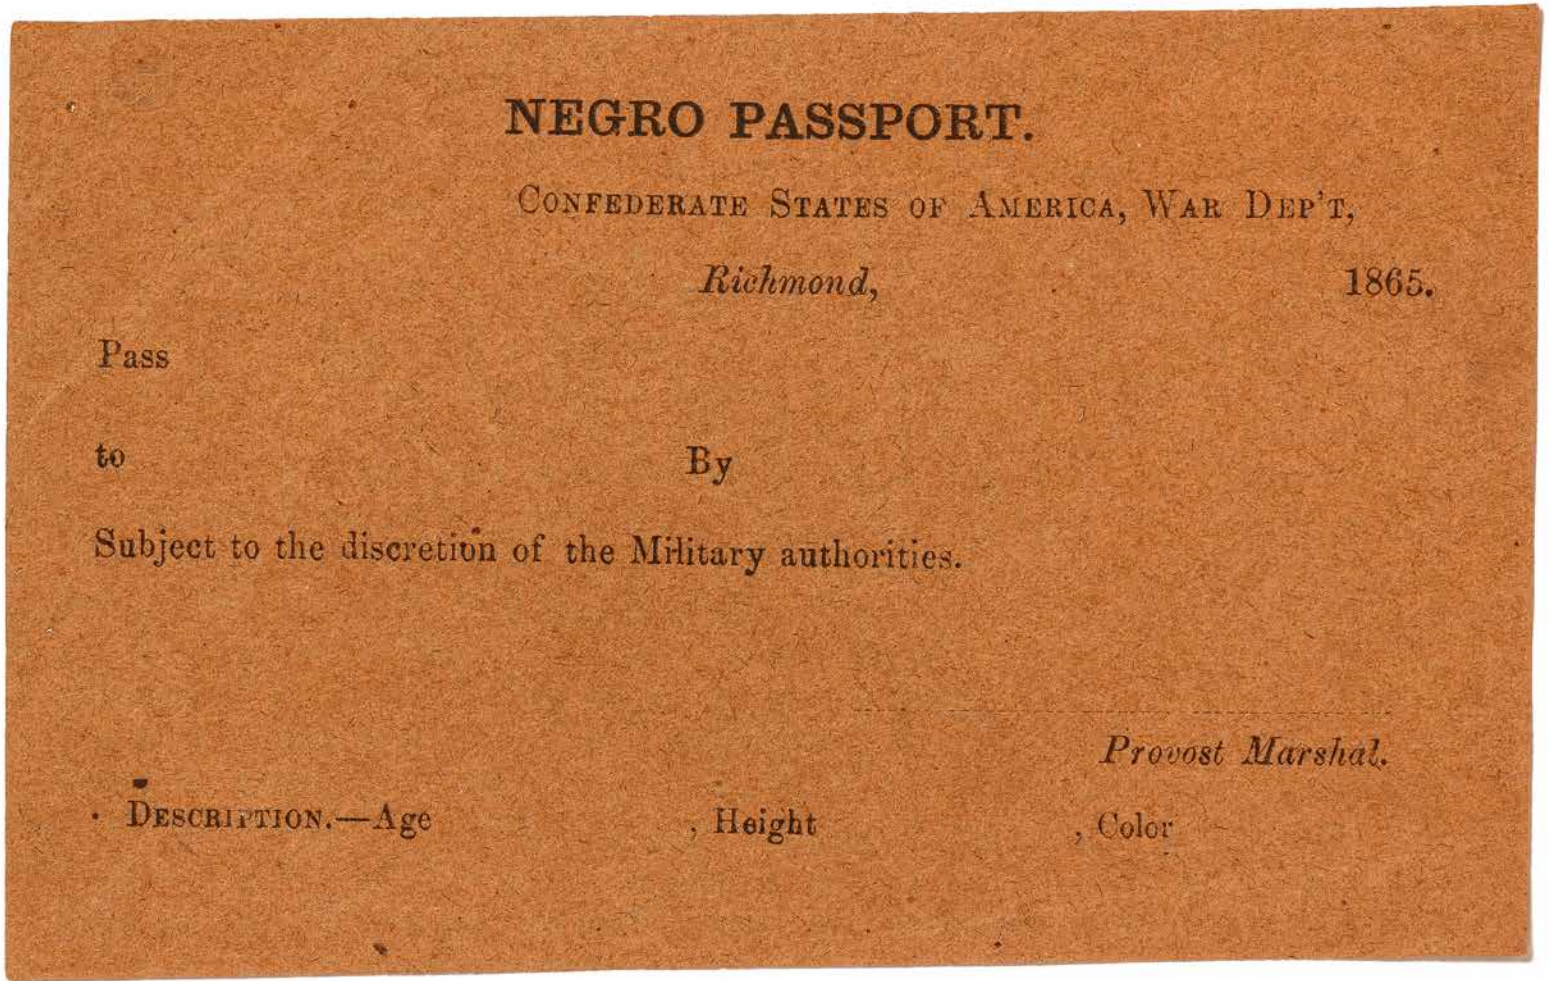 NEGRO PASSPORT.
CONFEDERATE STATES OF AMERICA, WAR DEP'T,
Richmond, 1865.
Pass
to By
Subject to the discretion of the Military authorities.
Provost Marshal.
DESCRIPTION.—Age , Height , Color